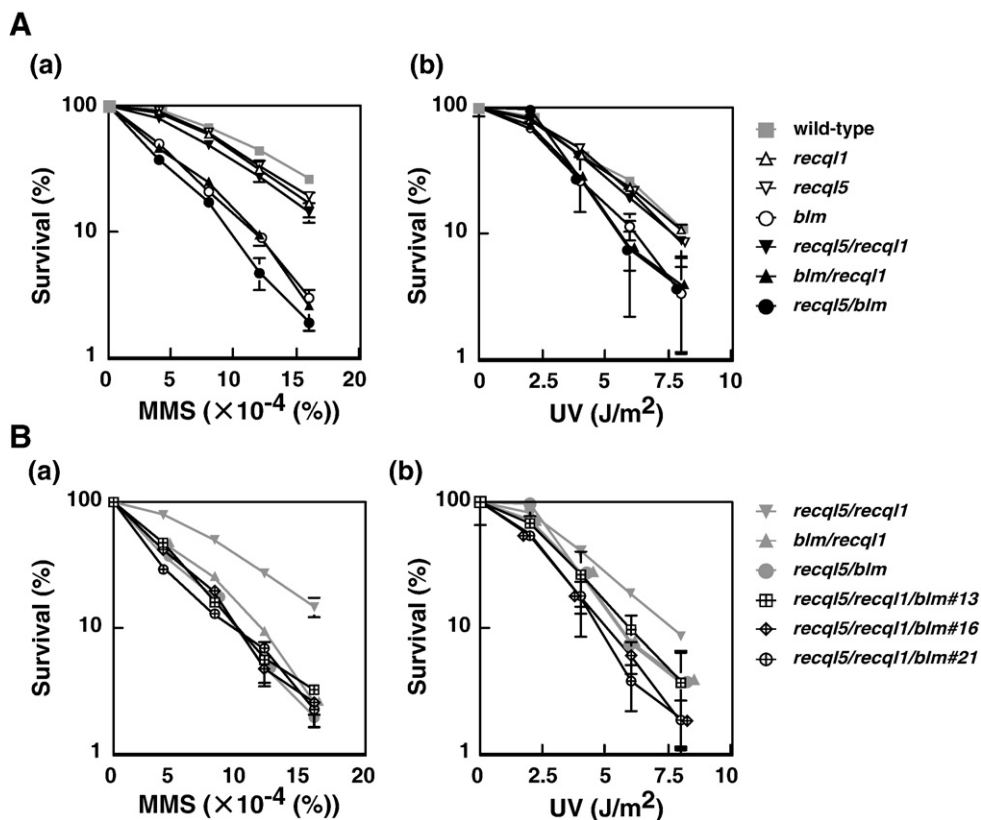 A
(a)
(b)
100
10
1
Survival (%)
0
5
10
15
20
MMS (×10⁻⁴ (%))
100
10
1
Survival (%)
0
2.5
5
7.5
10
UV (J/m²)
wild-type
recql1
recql5
blm
recql5/recql1
blm/recql1
recql5/blm
B
(a)
(b)
100
10
1
Survival (%)
0
5
10
15
20
MMS (×10⁻⁴ (%))
100
10
1
Survival (%)
0
2.5
5
7.5
10
UV (J/m²)
recql5/recql1
blm/recql1
recql5/blm
recql5/recql1/blm#13
recql5/recql1/blm#16
recql5/recql1/blm#21